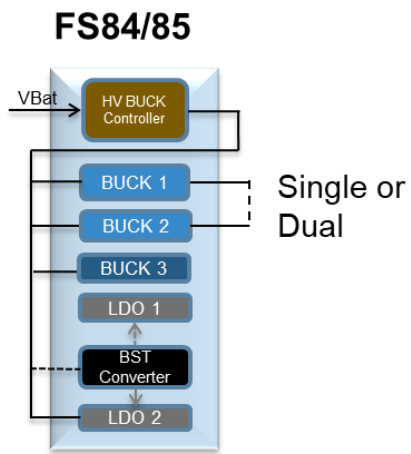 FS84/85
VBat
HV BUCK
Controller
BUCK 1
BUCK 2
Single or
Dual
BUCK 3
LDO 1
BST
Converter
LDO 2